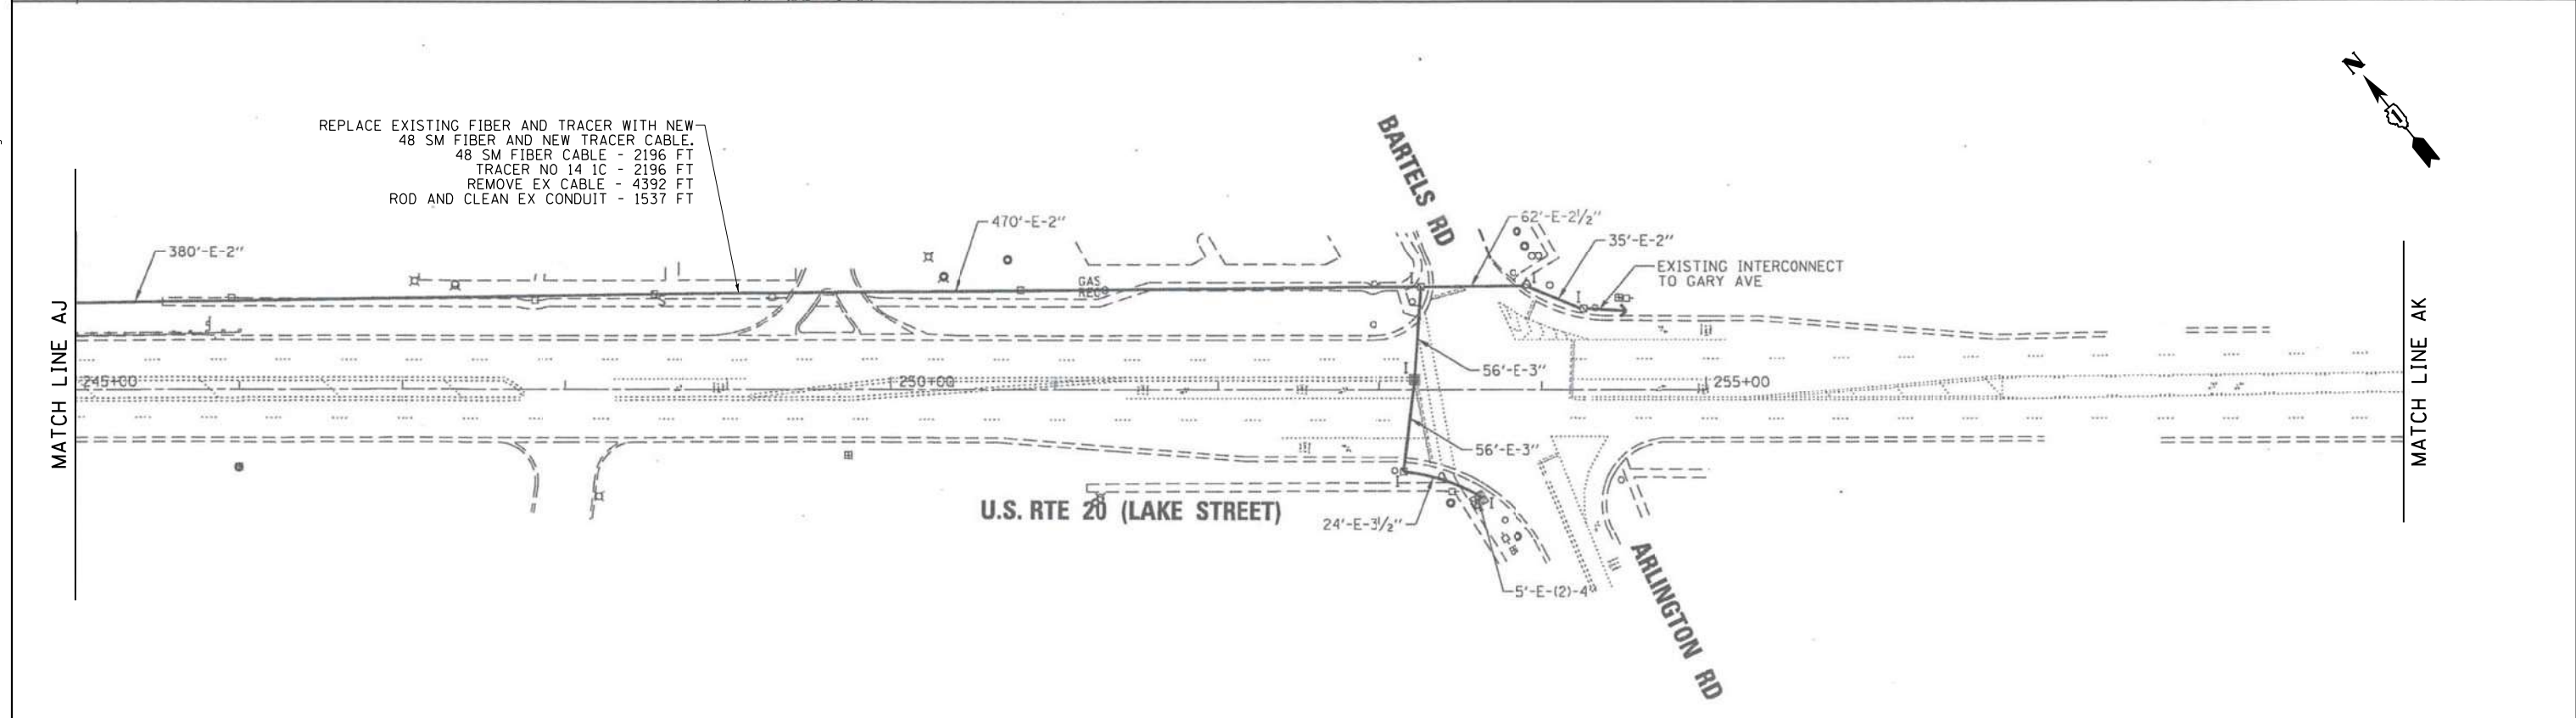 N
REPLACE EXISTING FIBER AND TRACER WITH NEW
48 SM FIBER AND NEW TRACER CABLE.
48 SM FIBER CABLE - 2196 FT
TRACER NO 14 1C - 2196 FT
REMOVE EX CABLE - 4392 FT
ROD AND CLEAN EX CONDUIT - 1537 FT
BARTELS RD
380'-E-2"
470'-E-2"
62'-E-2½"
35'-E-2"
EXISTING INTERCONNECT
TO GARY AVE
GAS
REG
I
I
I
MATCH LINE AJ
MATCH LINE AK
I
56'-E-3"
245+00
250+00
255+00
56'-E-3"
I
I
U.S. RTE 20 (LAKE STREET)
24'-E-3½"
5'-E-(2)-4"
ARLINGTON RD